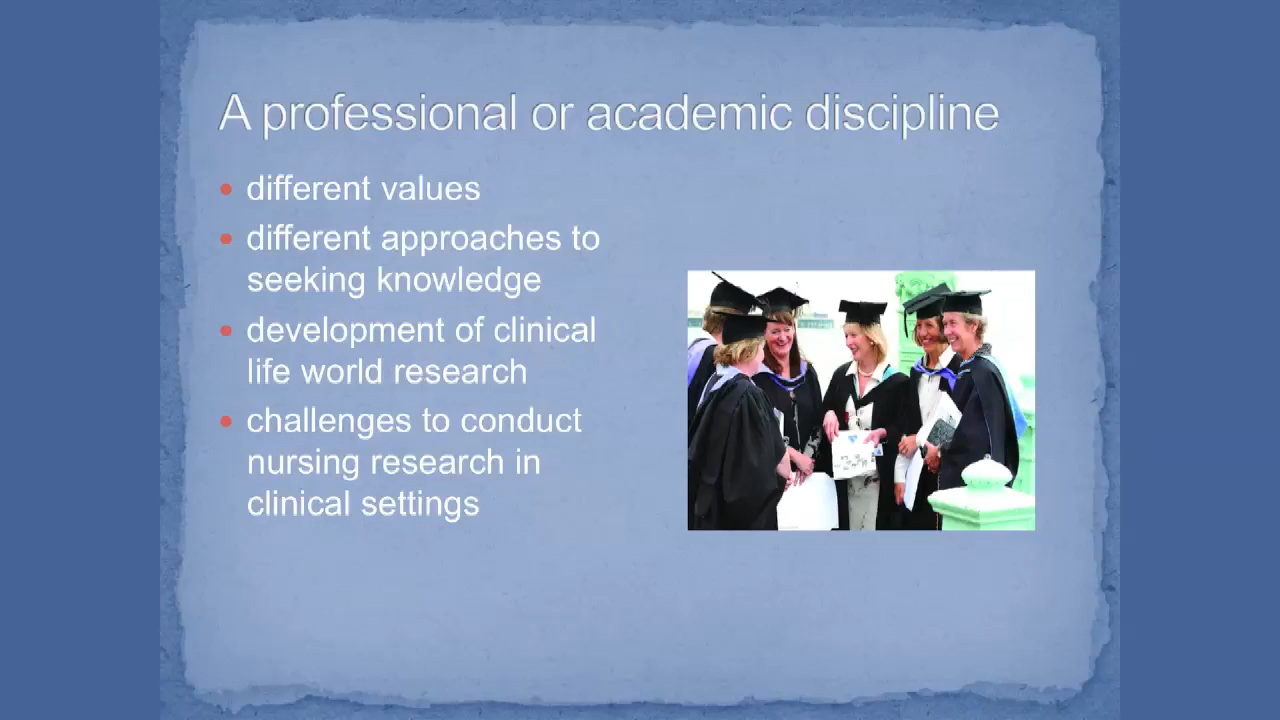 A professional or academic discipline
different values
different approaches to
seeking knowledge
development of clinical
life world research
challenges to conduct
nursing research in
clinical settings